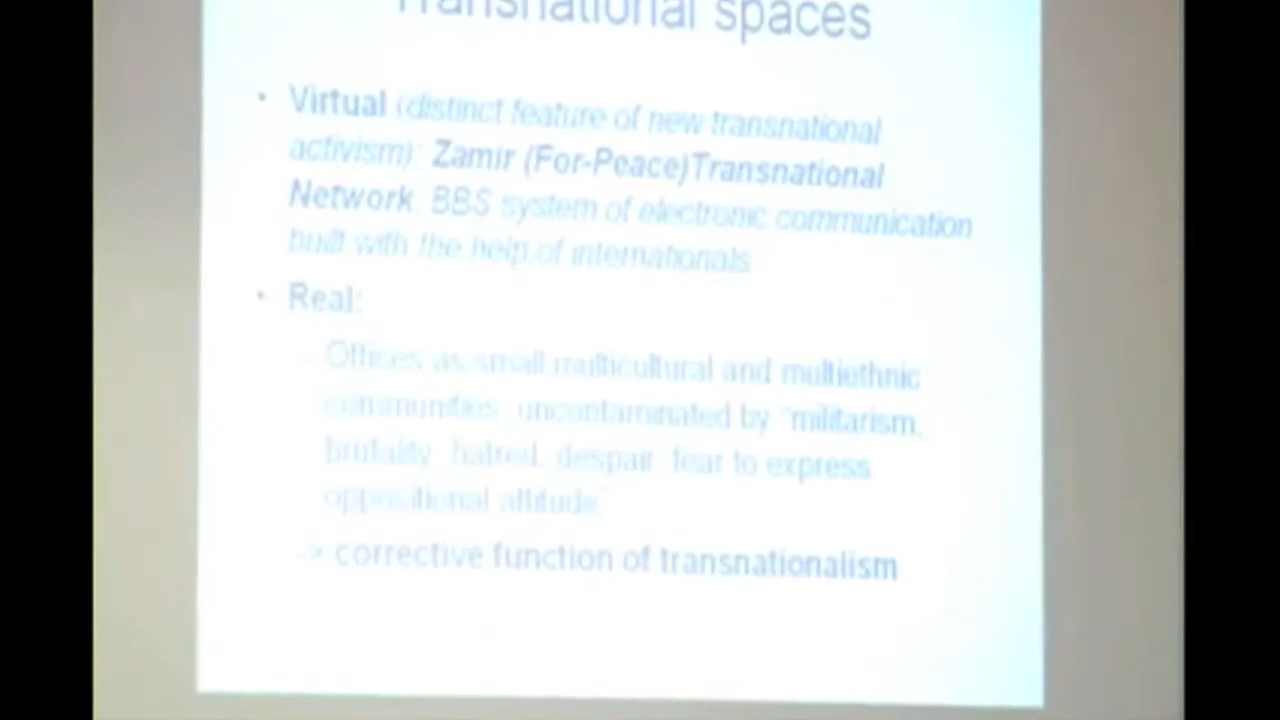 Transnational spaces
• Virtual (distinct feature of new transnational
activism): Zamir (For-Peace)Transnational
Network. BBS system of electronic communication
built with the help of internationals
• Real:
Offices as small multicultural and multiethnic
communities, uncontaminated by "militarism,
brutality, hatred, despair, fear to express
oppositional attitude"
-> corrective function of transnationalism